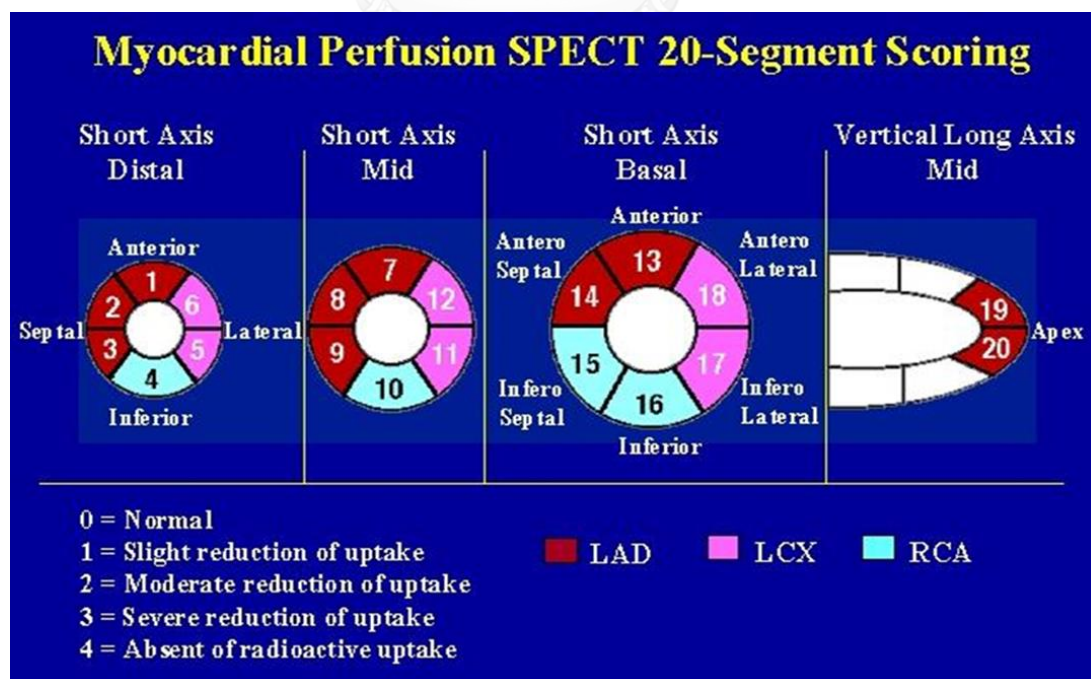 Myocardial Perfusion SPECT 20-Segment Scoring
Short Axis
Distal
Short Axis
Mid
Short Axis
Basal
Vertical Long Axis
Mid
Anterior
Septal
Lateral
Inferior
1
2
3
4
5
6
7
8
9
10
11
12
Anterior
Antero
Septal
Antero
Lateral
Infero
Septal
Infero
Lateral
Inferior
13
14
15
16
17
18
19
20
Apex
0 = Normal
1 = Slight reduction of uptake
2 = Moderate reduction of uptake
3 = Severe reduction of uptake
4 = Absent of radioactive uptake
LAD
LCX
RCA